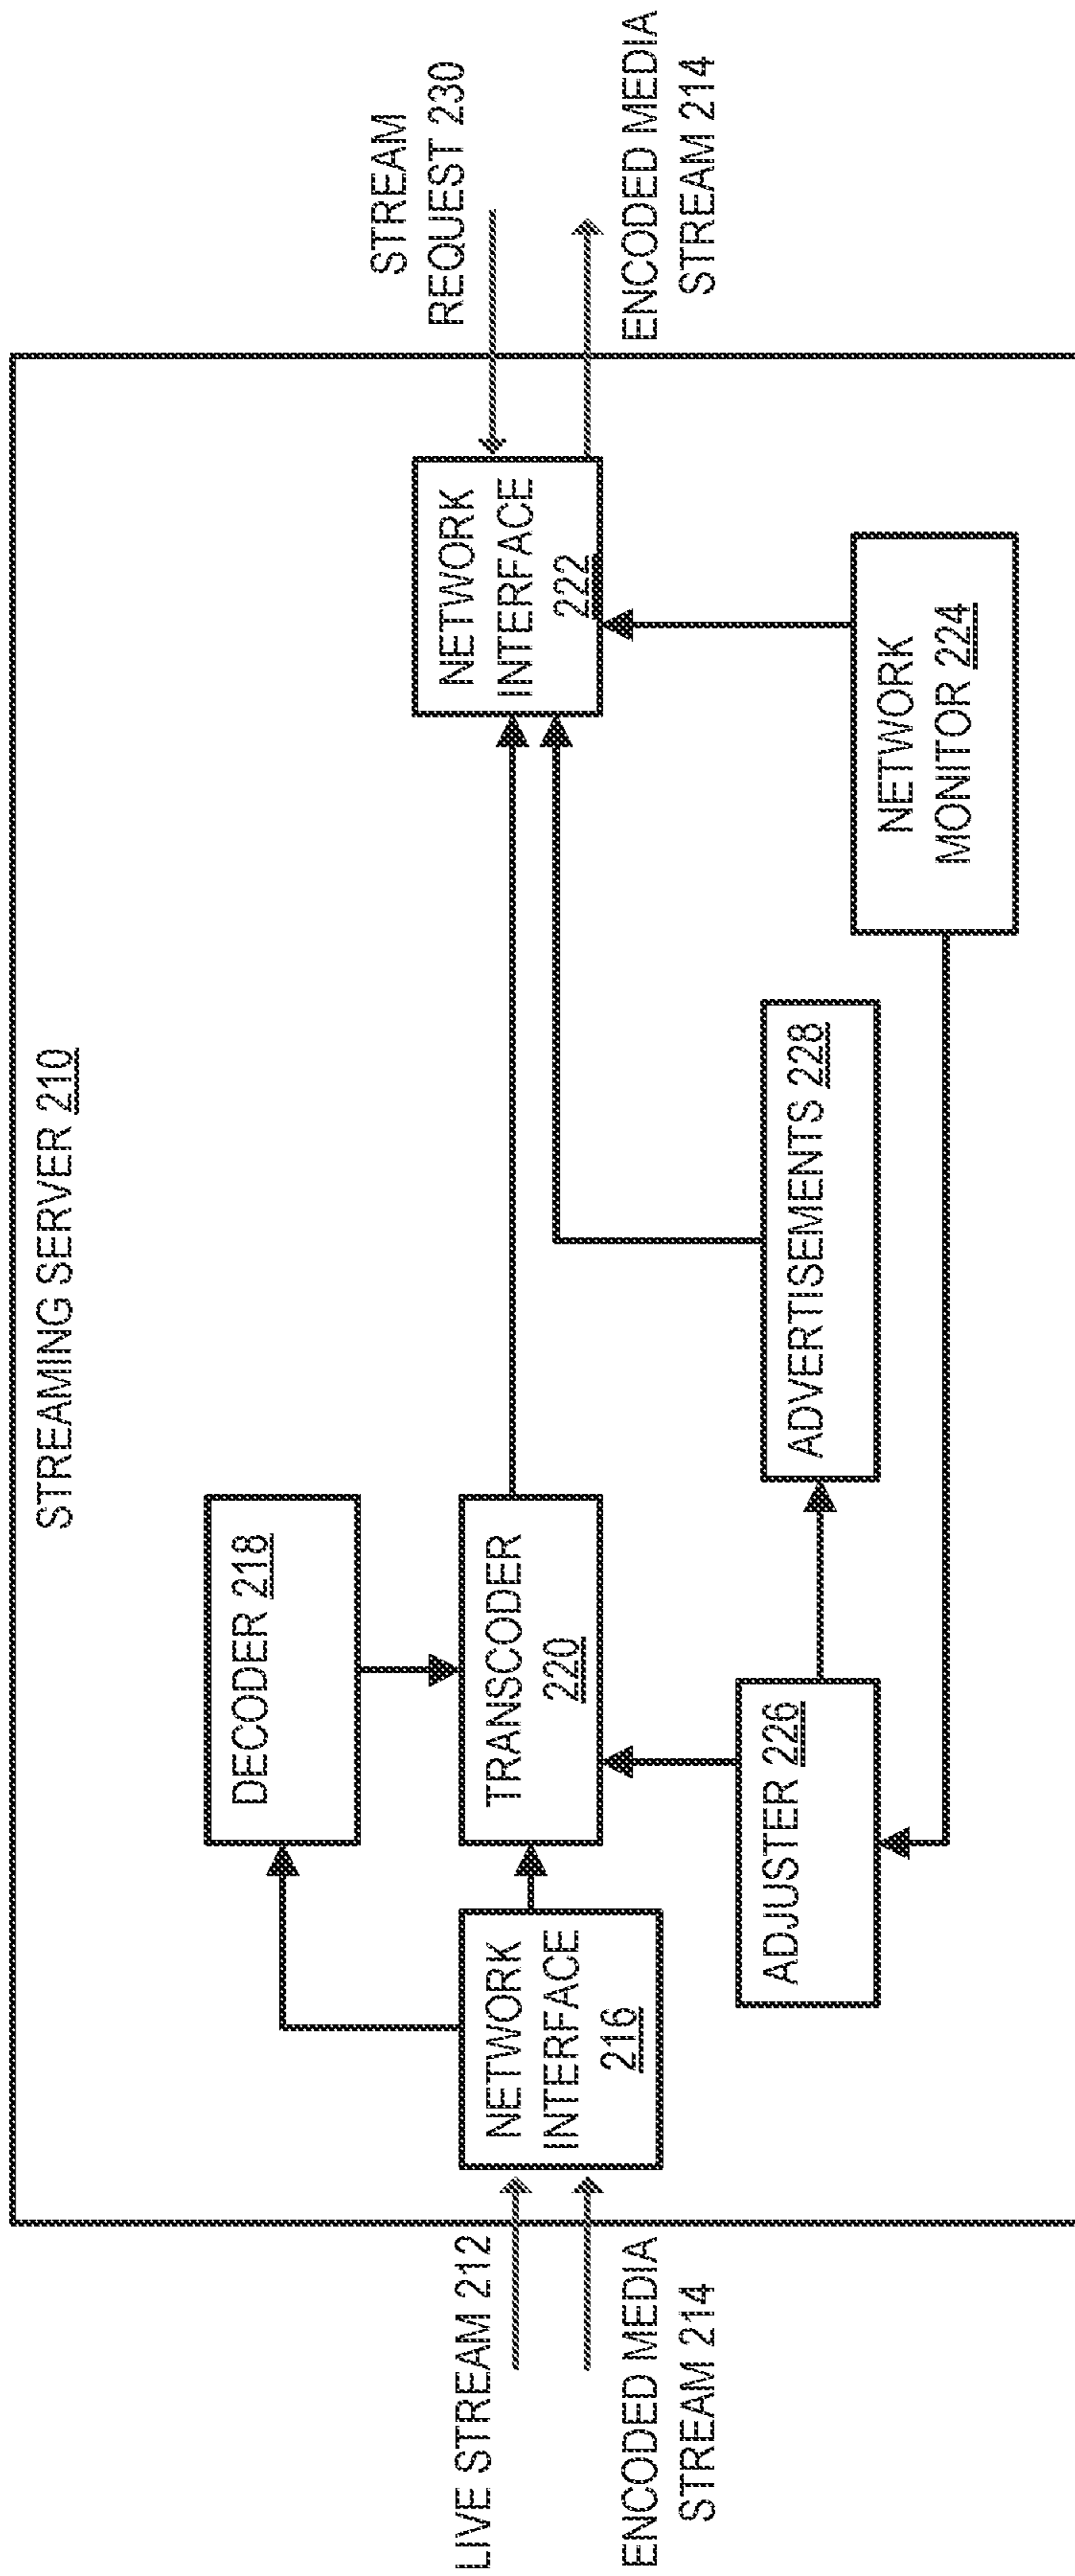 STREAMING SERVER 210
LIVE STREAM 212
ENCODED MEDIA
STREAM 214
NETWORK
INTERFACE
216
DECODER 218
TRANSCODER
220
ADJUSTER 226
ADVERTISEMENTS 228
NETWORK
MONITOR 224
NETWORK
INTERFACE
222
STREAM
REQUEST 230
ENCODED MEDIA
STREAM 214